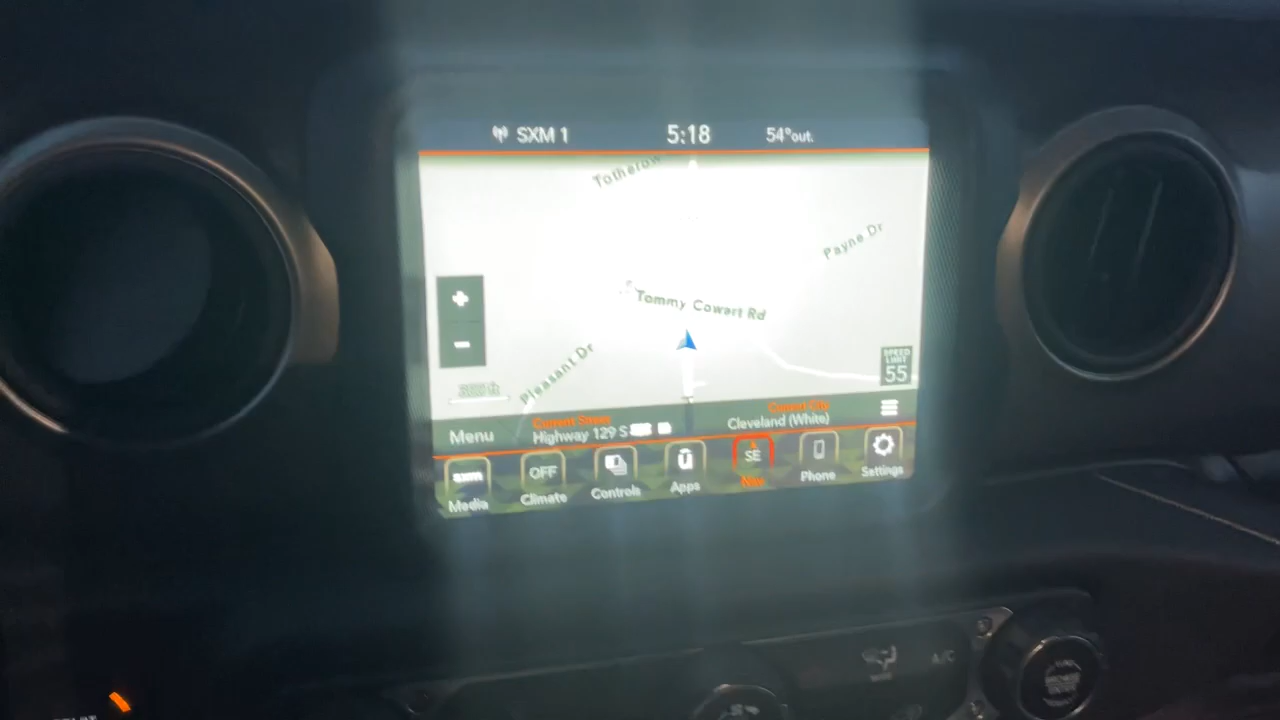 SXM 1
5:18
54°out.
Totherow
Payne Dr
Tommy Cowart Rd
Pleasant Dr
SPEED
LIMIT
55
Current Street
Current City
Menu
Highway 129 S
Cleveland (White)
SXM
OFF
SE
Media
Climate
Controls
Apps
Nav
Phone
Settings
A/C